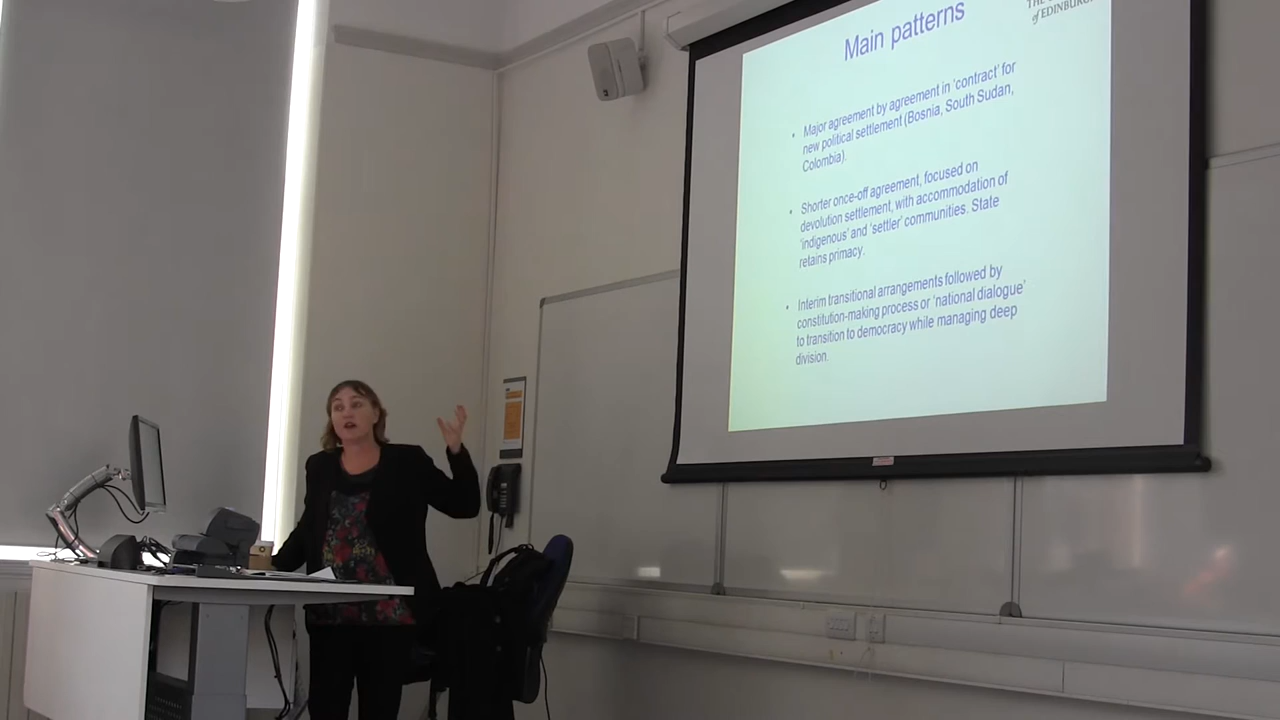 THE
of EDINBURGH
Main patterns
• Major agreement by agreement in 'contract' for
new political settlement (Bosnia, South Sudan,
Colombia).
• Shorter once-off agreement, focused on
devolution settlement, with accommodation of
'indigenous' and 'settler' communities. State
retains primacy.
• Interim transitional arrangements followed by
constitution-making process or 'national dialogue'
to transition to democracy while managing deep
division.